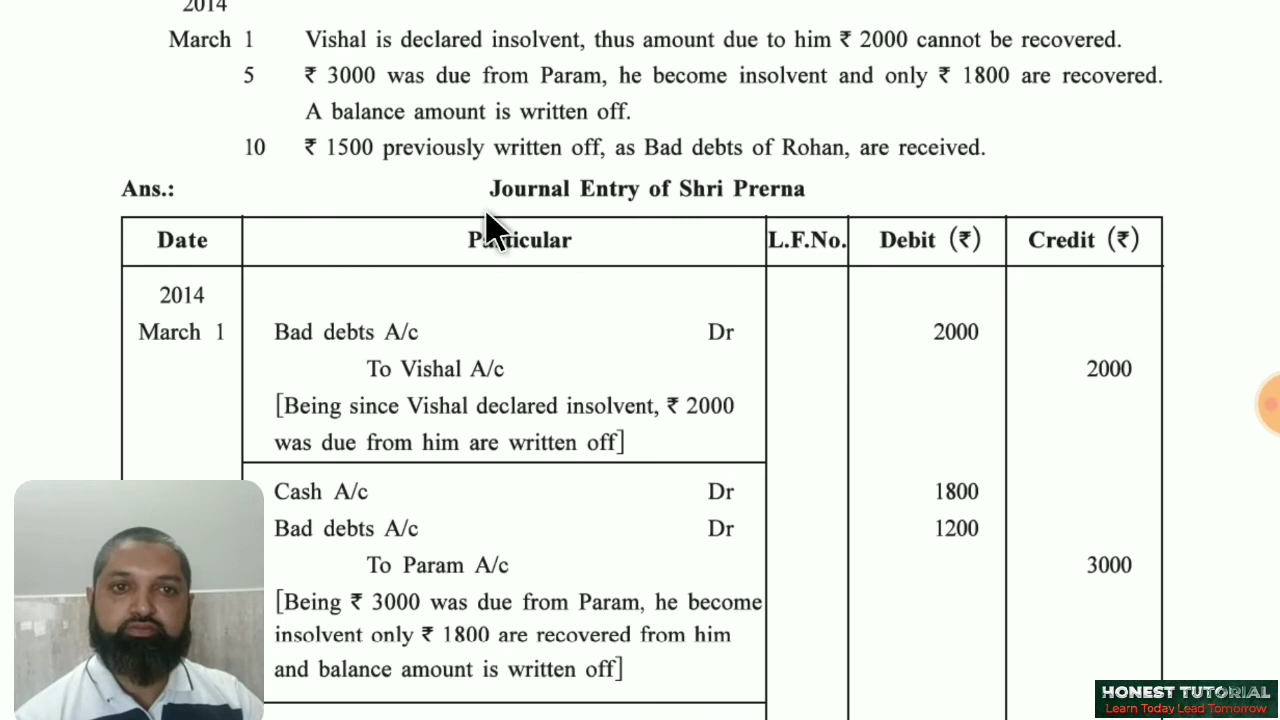 2014
March 1 Vishal is declared insolvent, thus amount due to him ₹ 2000 cannot be recovered.
5 ₹ 3000 was due from Param, he become insolvent and only ₹ 1800 are recovered.
A balance amount is written off.
10 ₹ 1500 previously written off, as Bad debts of Rohan, are received.
Ans.: Journal Entry of Shri Prerna
Date Particular L.F.No. Debit (₹) Credit (₹)
2014
March 1 Bad debts A/c Dr 2000
To Vishal A/c 2000
[Being since Vishal declared insolvent, ₹ 2000
was due from him are written off]
Cash A/c Dr 1800
Bad debts A/c Dr 1200
To Param A/c 3000
[Being ₹ 3000 was due from Param, he become
insolvent only ₹ 1800 are recovered from him
and balance amount is written off]
HONEST TUTORIAL
Learn Today Lead Tomorrow